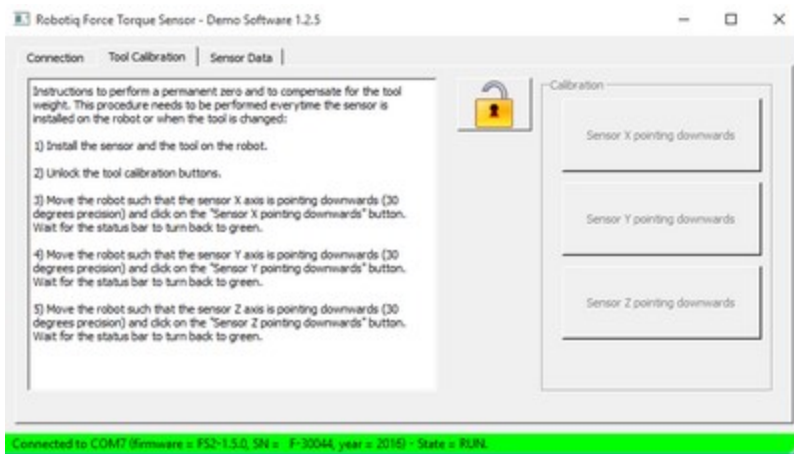 Robotiq Force Torque Sensor - Demo Software 1.2.5
Connection Tool Calibration Sensor Data
Instructions to perform a permanent zero and to compensate for the tool
weight. This procedure needs to be performed everytime the sensor is
installed on the robot or when the tool is changed:
1) Install the sensor and the tool on the robot.
2) Unlock the tool calibration buttons.
3) Move the robot such that the sensor X axis is pointing downwards (30
degrees precision) and click on the "Sensor X pointing downwards" button.
Wait for the status bar to turn back to green.
4) Move the robot such that the sensor Y axis is pointing downwards (30
degrees precision) and click on the "Sensor Y pointing downwards" button.
Wait for the status bar to turn back to green.
5) Move the robot such that the sensor Z axis is pointing downwards (30
degrees precision) and click on the "Sensor Z pointing downwards" button.
Wait for the status bar to turn back to green.
Calibration
Sensor X pointing downwards
Sensor Y pointing downwards
Sensor Z pointing downwards
Connected to COM7 (firmware = FS2-1.5.0, SN = F-30044, year = 2016) - State = RUN.